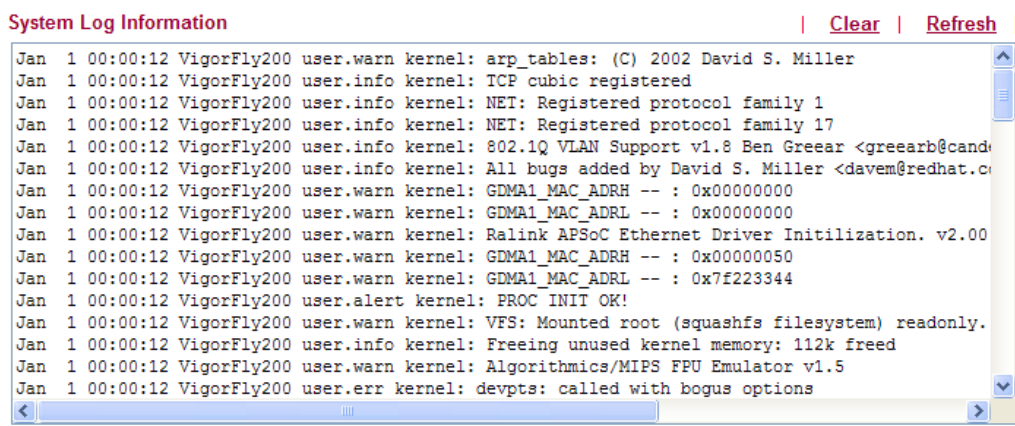 System Log Information | Clear | Refresh
Jan  1 00:00:12 VigorFly200 user.warn kernel: arp_tables: (C) 2002 David S. Miller
Jan  1 00:00:12 VigorFly200 user.info kernel: TCP cubic registered
Jan  1 00:00:12 VigorFly200 user.info kernel: NET: Registered protocol family 1
Jan  1 00:00:12 VigorFly200 user.info kernel: NET: Registered protocol family 17
Jan  1 00:00:12 VigorFly200 user.info kernel: 802.1Q VLAN Support v1.8 Ben Greear <greearb@cand
Jan  1 00:00:12 VigorFly200 user.info kernel: All bugs added by David S. Miller <davem@redhat.c
Jan  1 00:00:12 VigorFly200 user.warn kernel: GDMA1_MAC_ADRH -- : 0x00000000
Jan  1 00:00:12 VigorFly200 user.warn kernel: GDMA1_MAC_ADRL -- : 0x00000000
Jan  1 00:00:12 VigorFly200 user.warn kernel: Ralink APSoC Ethernet Driver Initilization. v2.00
Jan  1 00:00:12 VigorFly200 user.warn kernel: GDMA1_MAC_ADRH -- : 0x00000050
Jan  1 00:00:12 VigorFly200 user.warn kernel: GDMA1_MAC_ADRL -- : 0x7f223344
Jan  1 00:00:12 VigorFly200 user.alert kernel: PROC INIT OK!
Jan  1 00:00:12 VigorFly200 user.warn kernel: VFS: Mounted root (squashfs filesystem) readonly.
Jan  1 00:00:12 VigorFly200 user.info kernel: Freeing unused kernel memory: 112k freed
Jan  1 00:00:12 VigorFly200 user.warn kernel: Algorithmics/MIPS FPU Emulator v1.5
Jan  1 00:00:12 VigorFly200 user.err kernel: devpts: called with bogus options